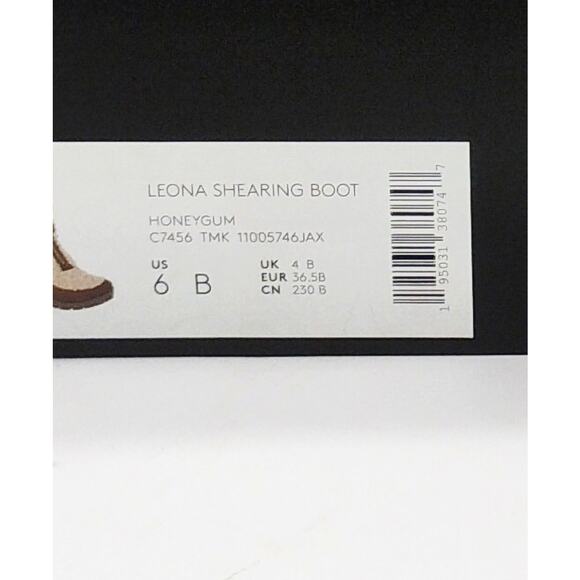 LEONA SHEARING BOOT
HONEYGUM
C7456 TMK 11005746JAX
US
6 B
UK 4 B
EUR 36.5B
CN 230 B
1 95031 38074 7